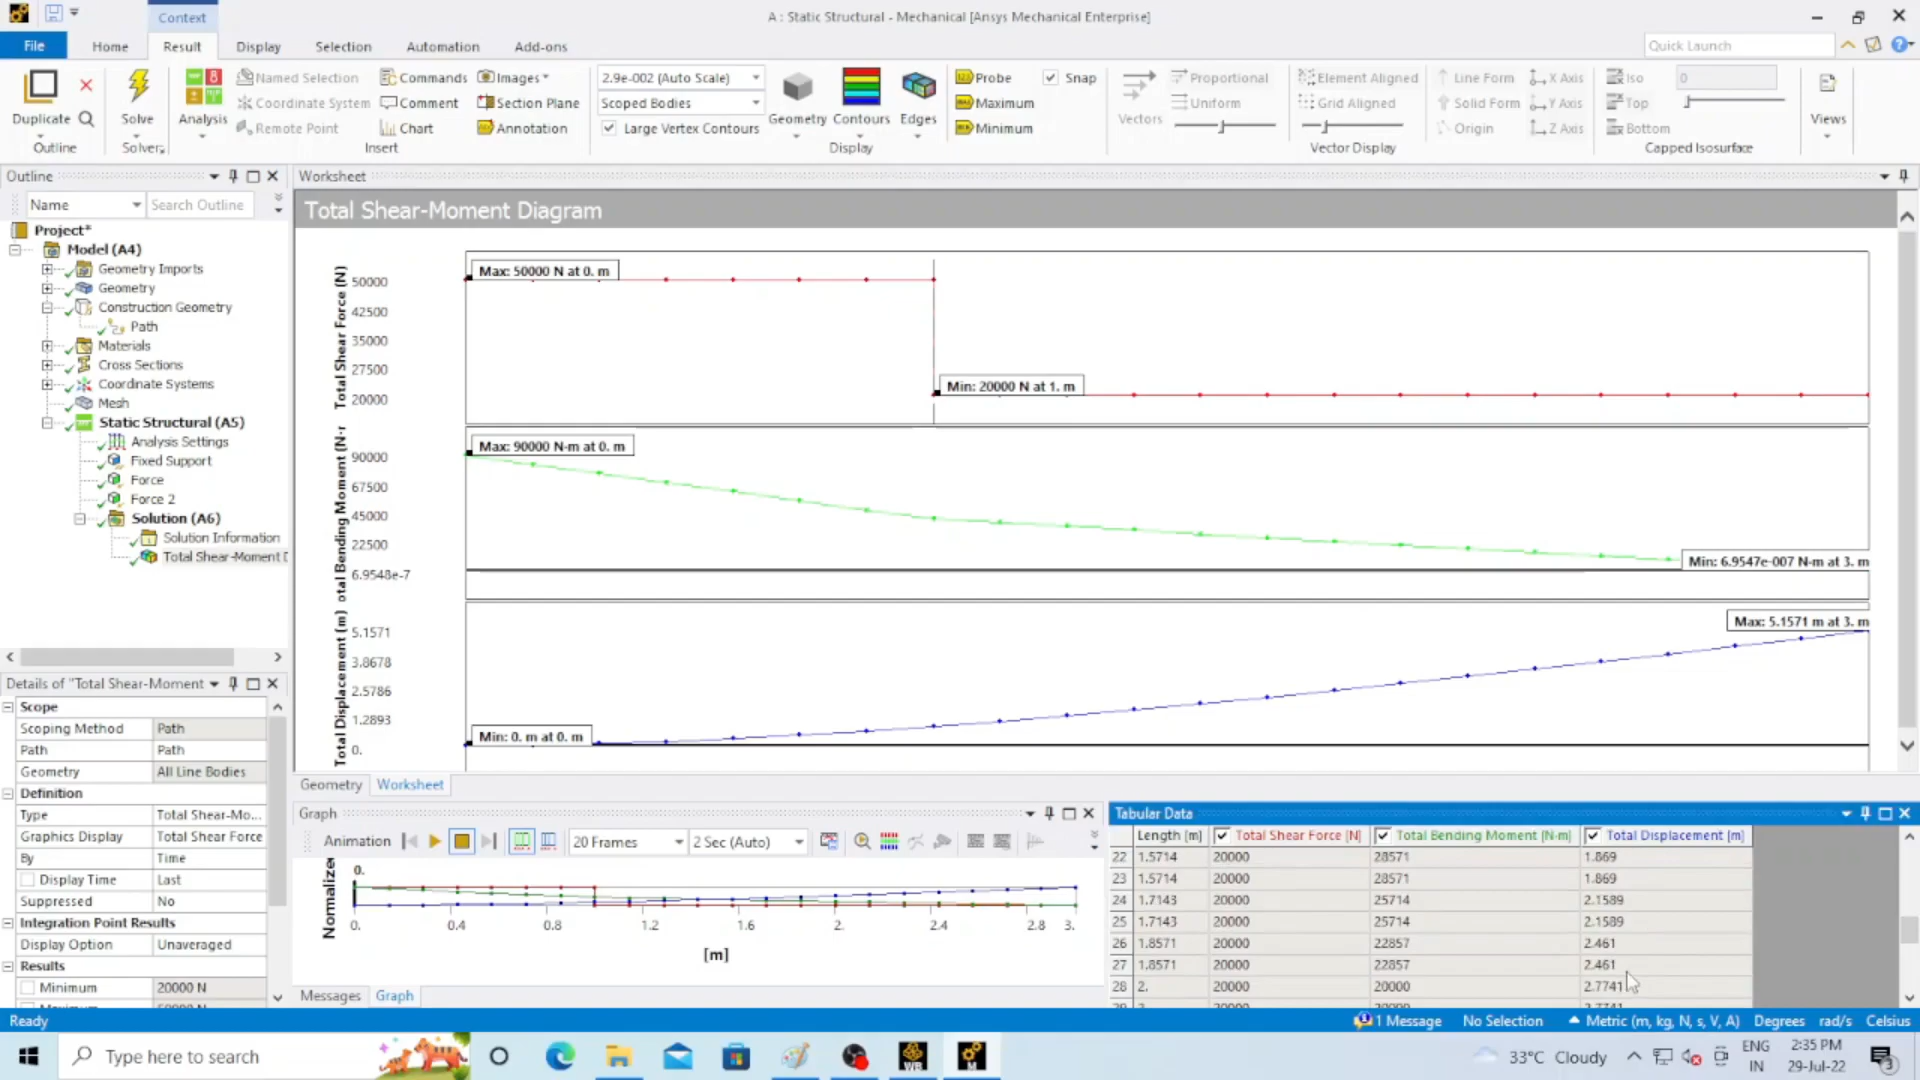 Context
A : Static Structural - Mechanical [Ansys Mechanical Enterprise]
File
Home
Result
Display
Selection
Automation
Add-ons
Quick Launch
Duplicate
Outline
Solve
Solver
Analysis
Named Selection
Coordinate System
Remote Point
Commands
Comment
Chart
Images
Section Plane
Annotation
Insert
2.9e-002 (Auto Scale)
Scoped Bodies
Large Vertex Contours
Geometry
Contours
Edges
Display
Probe
Maximum
Minimum
Snap
Vectors
Proportional
Uniform
Element Aligned
Grid Aligned
Line Form
Solid Form
Origin
X Axis
Y Axis
Z Axis
Vector Display
Iso
Top
Bottom
0
Capped Isosurface
Views
Outline
Name
Search Outline
Project*
Model (A4)
Geometry Imports
Geometry
Construction Geometry
Path
Materials
Cross Sections
Coordinate Systems
Mesh
Static Structural (A5)
Analysis Settings
Fixed Support
Force
Force 2
Solution (A6)
Solution Information
Total Shear-Moment D
Details of "Total Shear-Moment
Scope
Scoping Method Path
Path Path
Geometry All Line Bodies
Definition
Type Total Shear-Mo...
Graphics Display Total Shear Force
By Time
Display Time Last
Suppressed No
Integration Point Results
Display Option Unaveraged
Results
Minimum 20000 N
Worksheet
Total Shear-Moment Diagram
Total Shear Force (N)
50000
42500
35000
27500
20000
Max: 50000 N at 0. m
Min: 20000 N at 1. m
otal Bending Moment (N-r
90000
67500
45000
22500
6.9548e-7
Max: 90000 N-m at 0. m
Min: 6.9547e-007 N-m at 3. m
Total Displacement (m)
5.1571
3.8678
2.5786
1.2893
0.
Max: 5.1571 m at 3. m
Min: 0. m at 0. m
Geometry
Worksheet
Graph
Animation
20 Frames
2 Sec (Auto)
Normalize
0.
0. 0.4 0.8 1.2 1.6 2. 2.4 2.8 3.
[m]
Messages
Graph
Tabular Data
Length [m] Total Shear Force [N] Total Bending Moment [N-m] Total Displacement [m]
22 1.5714 20000 28571 1.869
23 1.5714 20000 28571 1.869
24 1.7143 20000 25714 2.1589
25 1.7143 20000 25714 2.1589
26 1.8571 20000 22857 2.461
27 1.8571 20000 22857 2.461
28 2. 20000 20000 2.7741
Ready
1 Message
No Selection
Metric (m, kg, N, s, V, A)
Degrees
rad/s
Celsius
Type here to search
33°C Cloudy
ENG
IN
2:35 PM
29-Jul-22
3